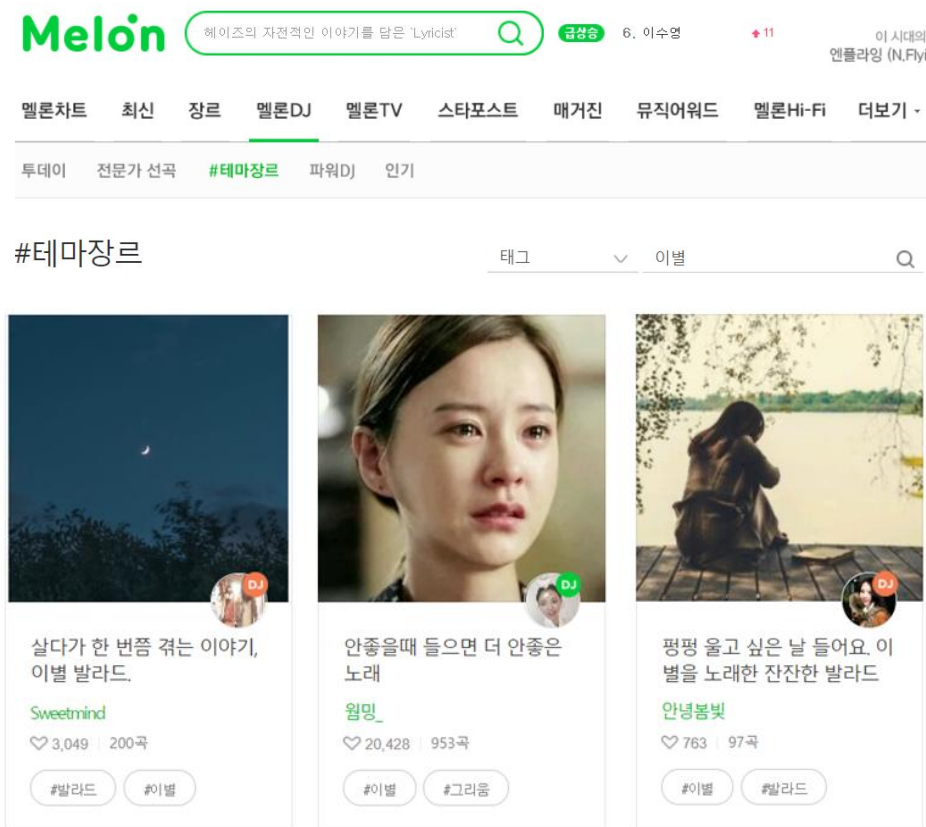 Melon
헤이즈의 자전적인 이야기를 담은 'Lyricist'
급상승 6. 이수영 11
이 시대의
엔플라잉 (N.Flyi
멜론차트 최신 장르 멜론DJ 멜론TV 스타포스트 매거진 뮤직어워드 멜론Hi-Fi 더보기
투데이 전문가 선곡 #테마장르 파워DJ 인기
#테마장르
태그 이별
DJ
살다가 한 번쯤 겪는 이야기,
이별 발라드.
Sweetmind
3,049 200곡
#발라드 #이별
DJ
안좋을때 들으면 더 안좋은
노래
웜밍_
20,428 953곡
#이별 #그리움
DJ
펑펑 울고 싶은 날 들어요. 이
별을 노래한 잔잔한 발라드
안녕봄빛
763 97곡
#이별 #발라드